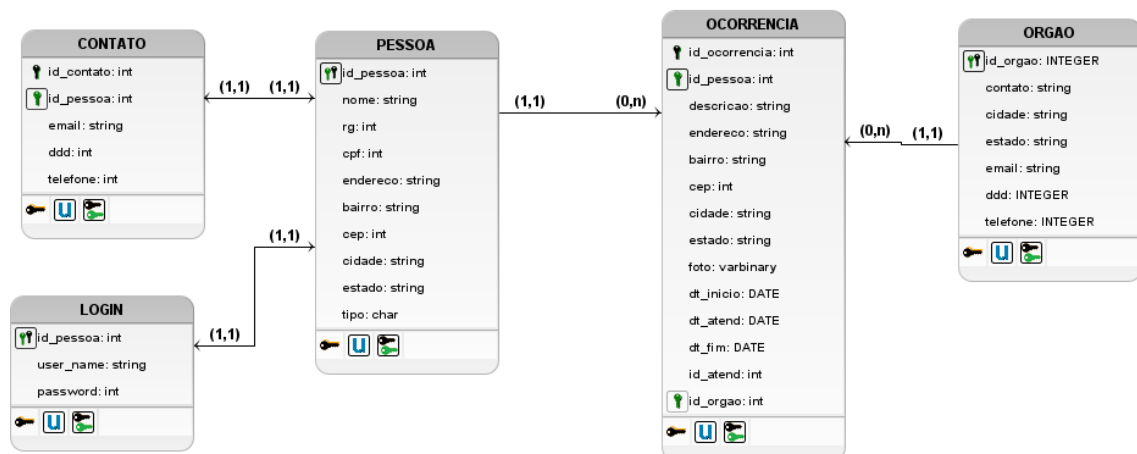 CONTATO
id_contato: int
id_pessoa: int
email: string
ddd: int
telefone: int
U
(1,1)
(1,1)
PESSOA
id_pessoa: int
nome: string
rg: int
cpf: int
endereco: string
bairro: string
cep: int
cidade: string
estado: string
tipo: char
U
(1,1)
(0,n)
OCORRENCIA
id_ocorrencia: int
id_pessoa: int
descricao: string
endereco: string
bairro: string
cep: int
cidade: string
estado: string
foto: varbinary
dt_inicio: DATE
dt_atend: DATE
dt_fim: DATE
id_atend: int
id_orgao: int
U
(0,n)
(1,1)
ORGAO
id_orgao: INTEGER
contato: string
cidade: string
estado: string
email: string
ddd: INTEGER
telefone: INTEGER
U
(1,1)
(1,1)
LOGIN
id_pessoa: int
user_name: string
password: int
U